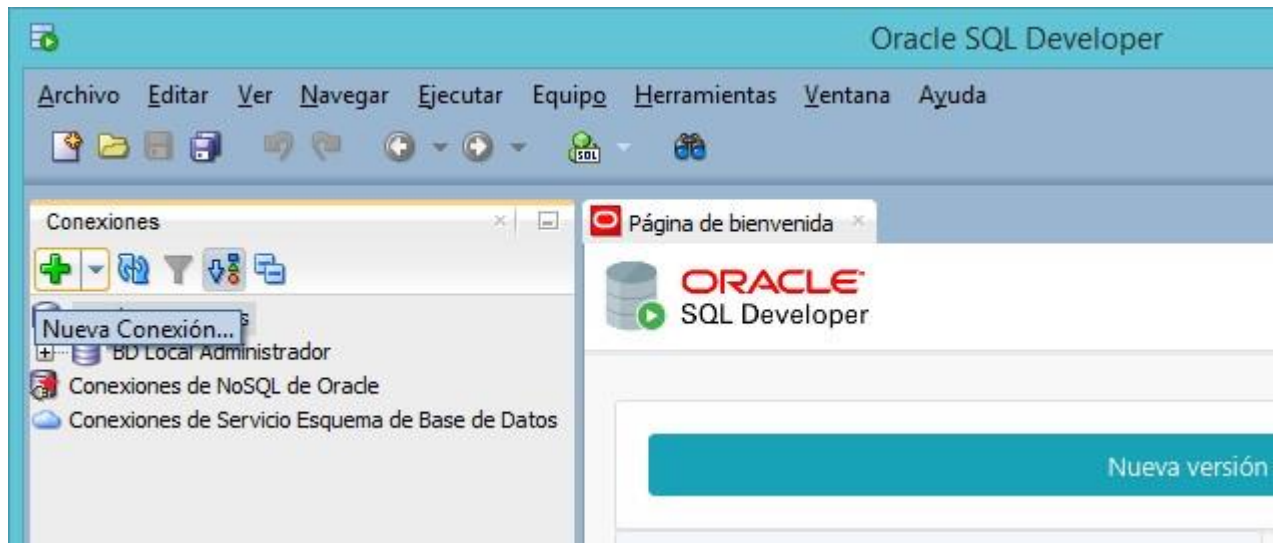 Oracle SQL Developer
Archivo Editar Ver Navegar Ejecutar Equipo Herramientas Ventana Ayuda
SQL
Conexiones
Página de bienvenida
ORACLE
SQL Developer
Nueva Conexión...
BD Local Administrador
Conexiones de NoSQL de Oracle
Conexiones de Servicio Esquema de Base de Datos
Nueva versión